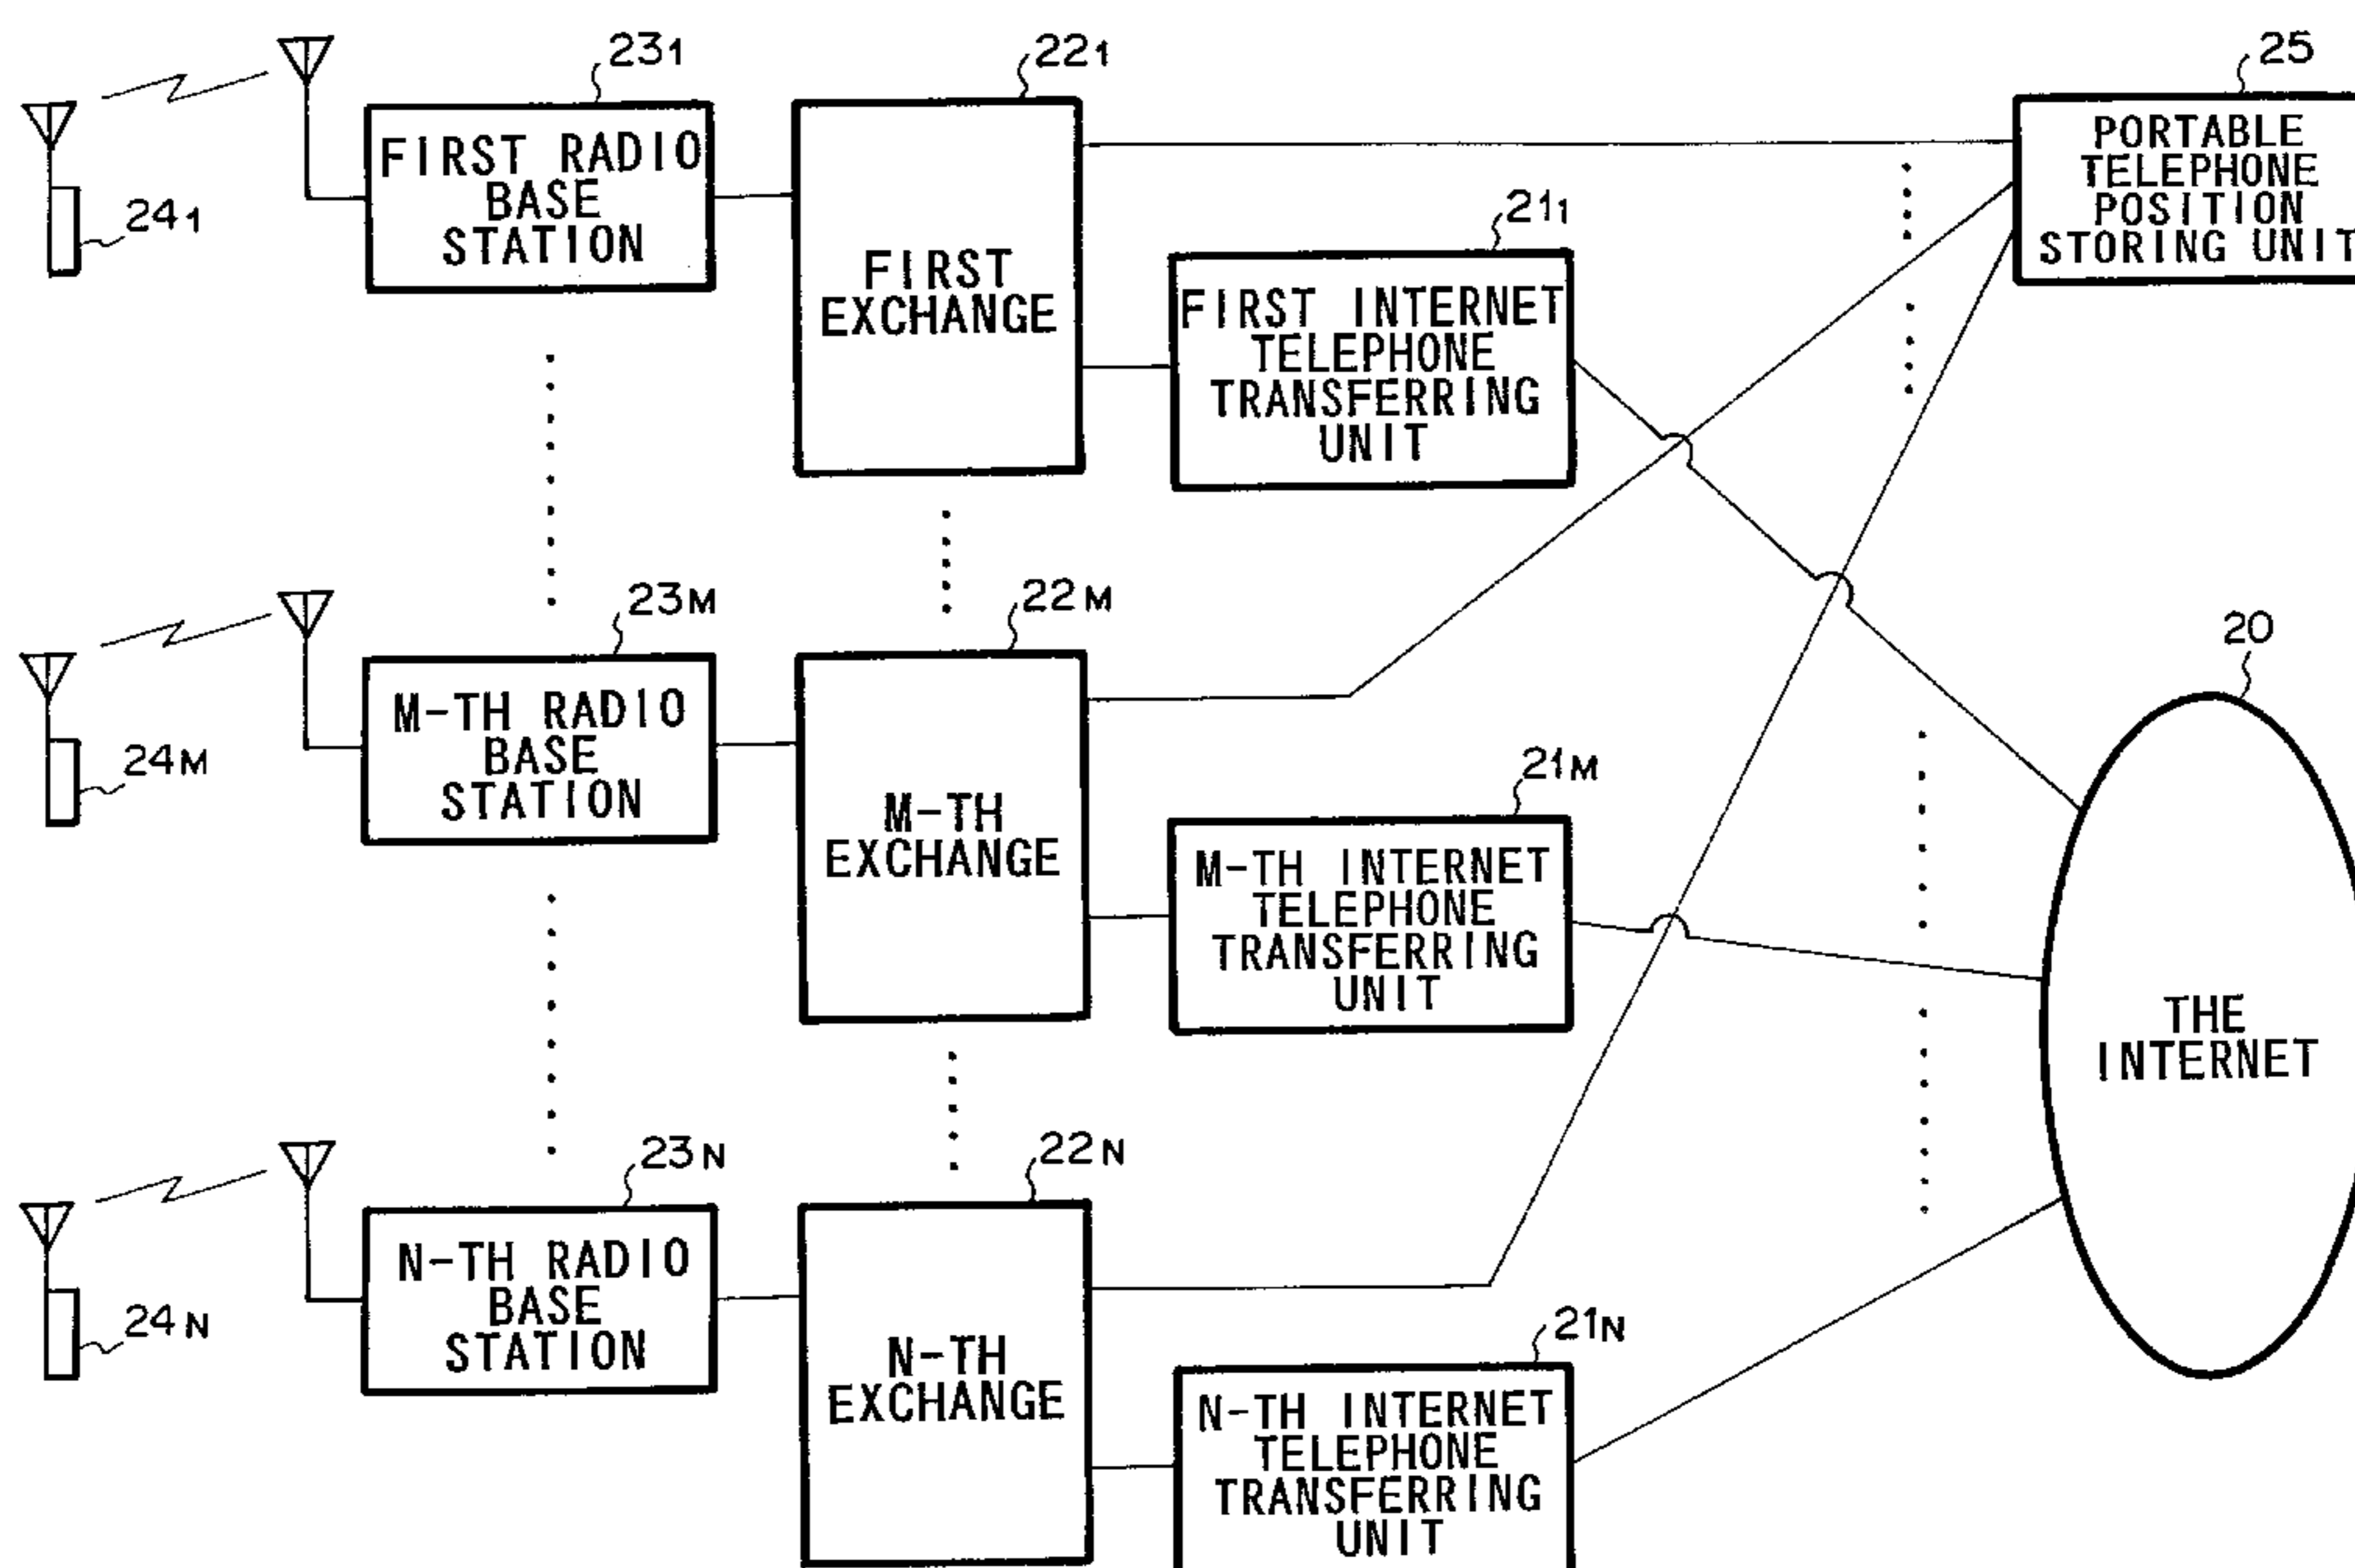 23₁
22₁
25
24₁
FIRST RADIO
BASE
STATION
FIRST
EXCHANGE
21₁
FIRST INTERNET
TELEPHONE
TRANSFERRING
UNIT
PORTABLE
TELEPHONE
POSITION
STORING UNIT
23M
22M
20
24M
M-TH RADIO
BASE
STATION
M-TH
EXCHANGE
21M
M-TH INTERNET
TELEPHONE
TRANSFERRING
UNIT
THE
INTERNET
23N
22N
24N
N-TH RADIO
BASE
STATION
N-TH
EXCHANGE
21N
N-TH INTERNET
TELEPHONE
TRANSFERRING
UNIT